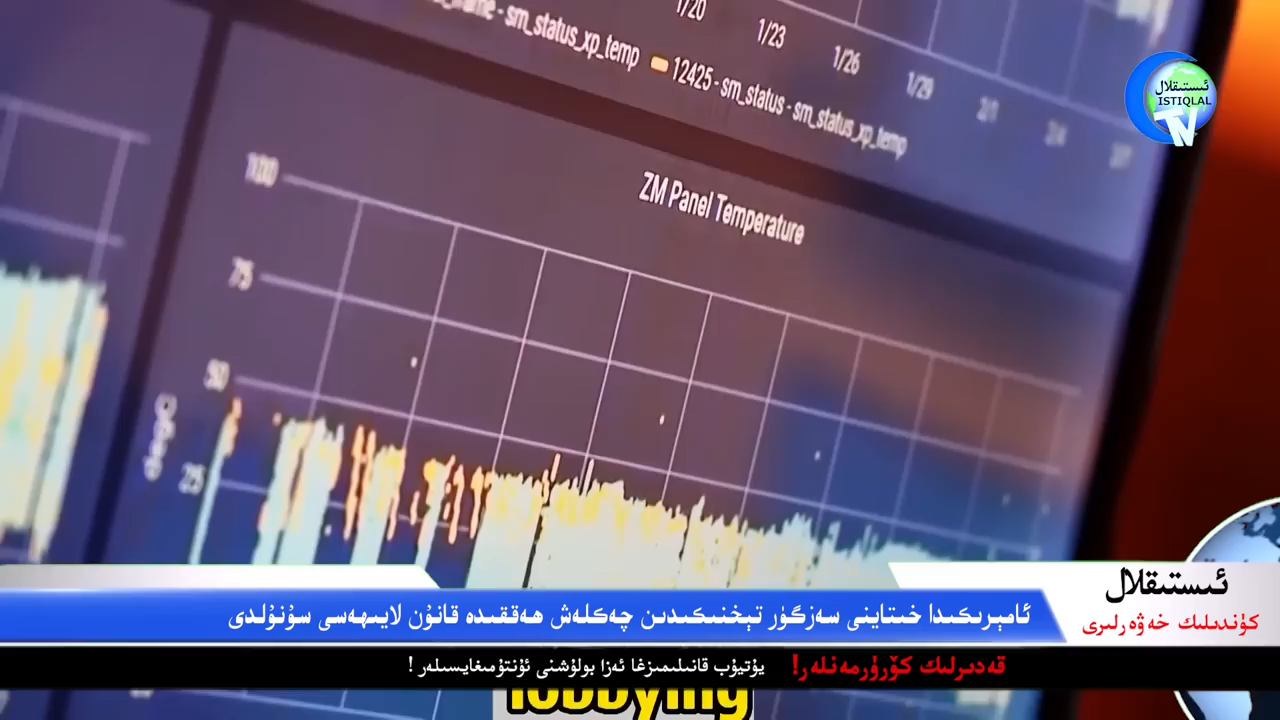 1/20 1/23 1/26 1/29
sm_status_xp_temp 12425 - sm_status - sm_status_xp_temp
ئىستىقلال
ISTIQLAL
TV
ZM Panel Temperature
100
75
50
25
degC
ئىستىقلال
كۈندىلىك خەۋەرلىرى
ئامېرىكىدا خىتاينى سەزگۈر تېخنىكىدىن چەكلەش ھەققىدە قانۇن لايىھەسى سۇنۇلدى
قەدىرلىك كۆرۈرمەنلەر! يۇتيۇب قانىلىمىزغا ئەزا بولۇشنى ئۇنتۇمىغايسىلەر !
lobbying